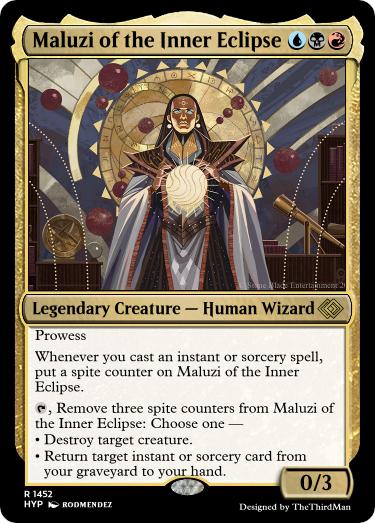 Maluzi of the Inner Eclipse
Legendary Creature — Human Wizard
Prowess
Whenever you cast an instant or sorcery spell,
put a spite counter on Maluzi of the Inner
Eclipse.
, Remove three spite counters from Maluzi of
the Inner Eclipse: Choose one —
• Destroy target creature.
• Return target instant or sorcery card from
your graveyard to your hand.
0/3
R 1452
HYP RODMENDEZ
Designed by TheThirdMan
Stone Blade Entertainment